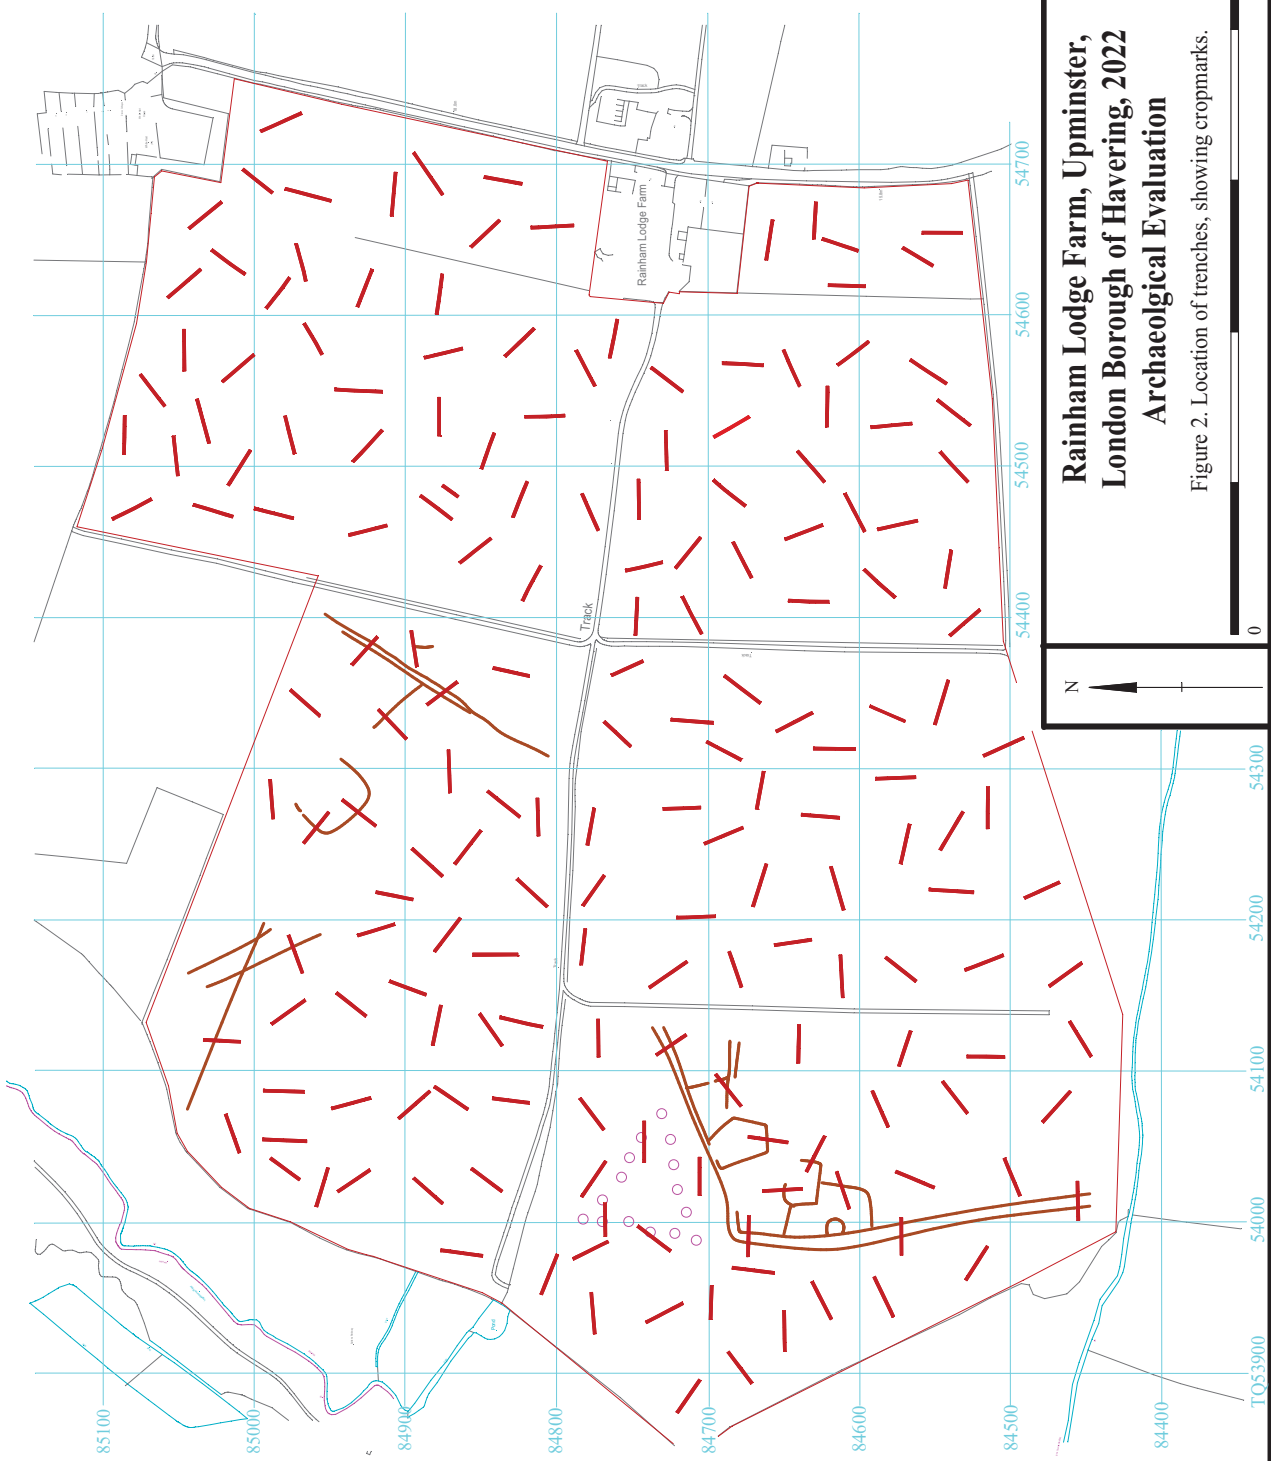 Rainham Lodge Farm, Upminster,
London Borough of Havering, 2022
Archaeolgical Evaluation
Figure 2. Location of trenches, showing cropmarks.
0
N
Rainham Lodge Farm
Track
Pond
85100
85000
84900
84800
84700
84600
84500
84400
TQ53900
54000
54100
54200
54300
54400
54500
54600
54700